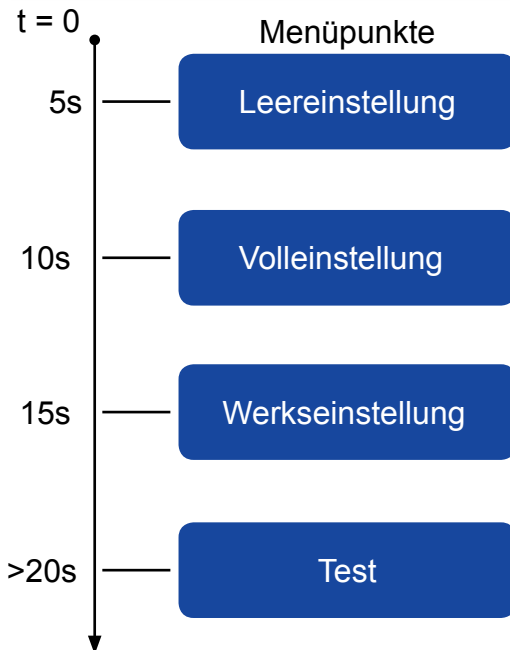 t = 0
Menüpunkte
5s
Leereinstellung
10s
Volleinstellung
15s
Werkseinstellung
>20s
Test